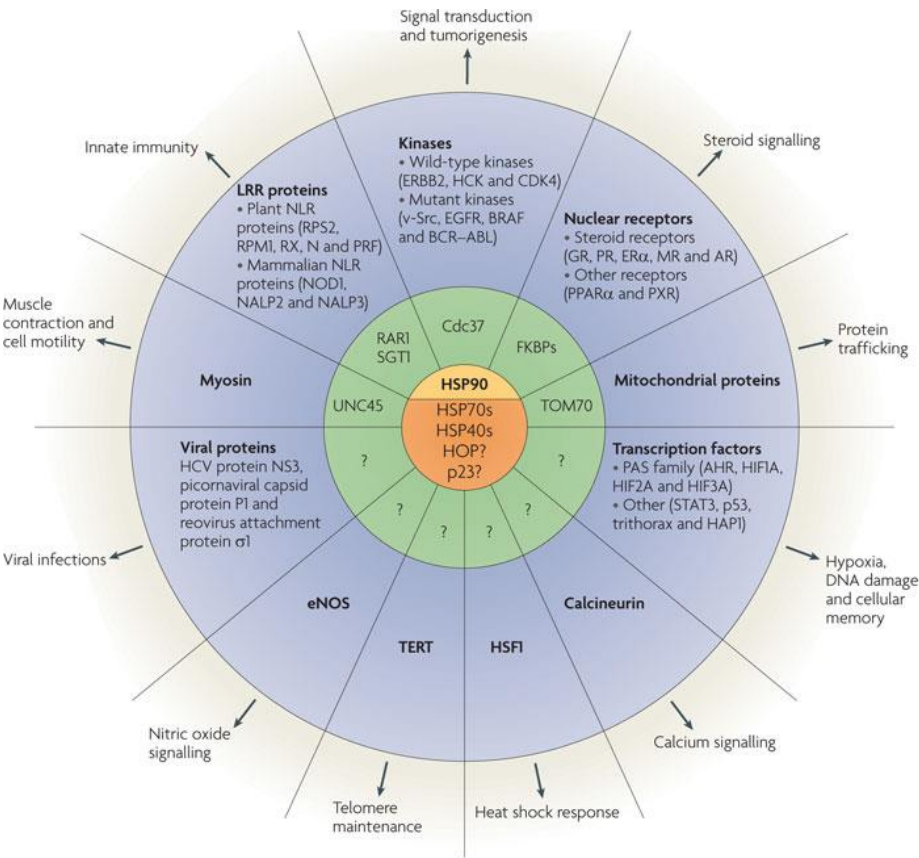 Signal transduction
and tumorigenesis
Innate immunity
Steroid signalling
Kinases
• Wild-type kinases
(ERBB2, HCK and CDK4)
• Mutant kinases
(v-Src, EGFR, BRAF
and BCR–ABL)
LRR proteins
• Plant NLR
proteins (RPS2,
RPM1, RX, N and PRF)
• Mammalian NLR
proteins (NOD1,
NALP2 and NALP3)
Nuclear receptors
• Steroid receptors
(GR, PR, ERα, MR and AR)
• Other receptors
(PPARα and PXR)
Muscle
contraction and
cell motility
Protein
trafficking
Cdc37
RAR1
SGT1
FKBPs
Myosin
HSP90
Mitochondrial proteins
UNC45
HSP70s
HSP40s
HOP?
p23?
TOM70
Viral proteins
HCV protein NS3,
picornaviral capsid
protein P1 and
reovirus attachment
protein σ1
Transcription factors
• PAS family (AHR, HIF1A,
HIF2A and HIF3A)
• Other (STAT3, p53,
trithorax and HAP1)
?
?
?
?
?
?
Viral infections
Hypoxia,
DNA damage
and cellular
memory
eNOS
Calcineurin
TERT
HSF1
Nitric oxide
signalling
Calcium signalling
Telomere
maintenance
Heat shock response